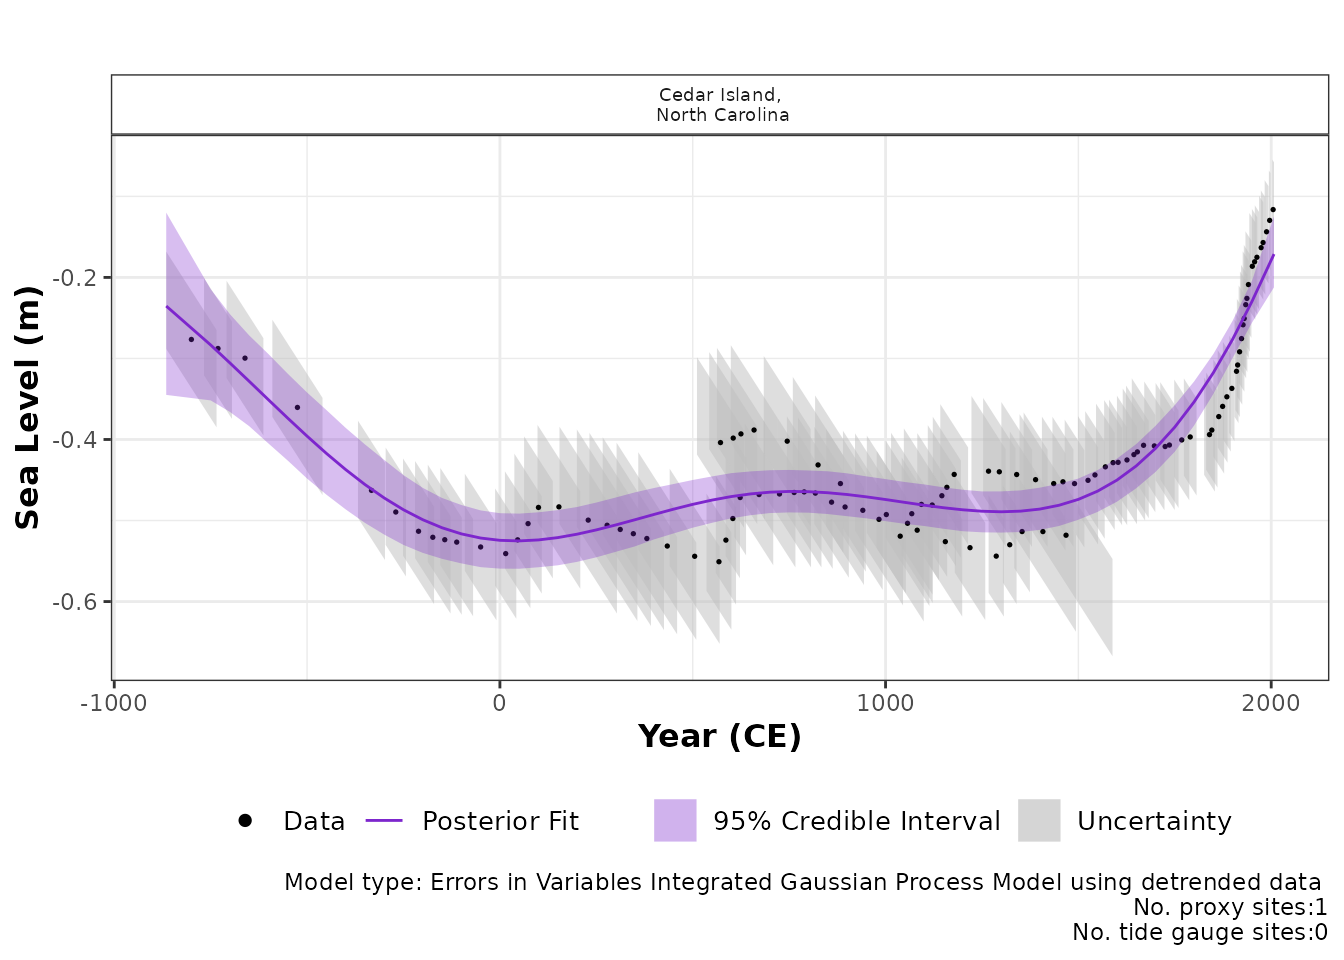 Cedar Island,
North Carolina
Sea Level (m)
-0.2
-0.4
-0.6
-1000 0 1000 2000
Year (CE)
Data Posterior Fit 95% Credible Interval Uncertainty
Model type: Errors in Variables Integrated Gaussian Process Model using detrended data
No. proxy sites:1
No. tide gauge sites:0